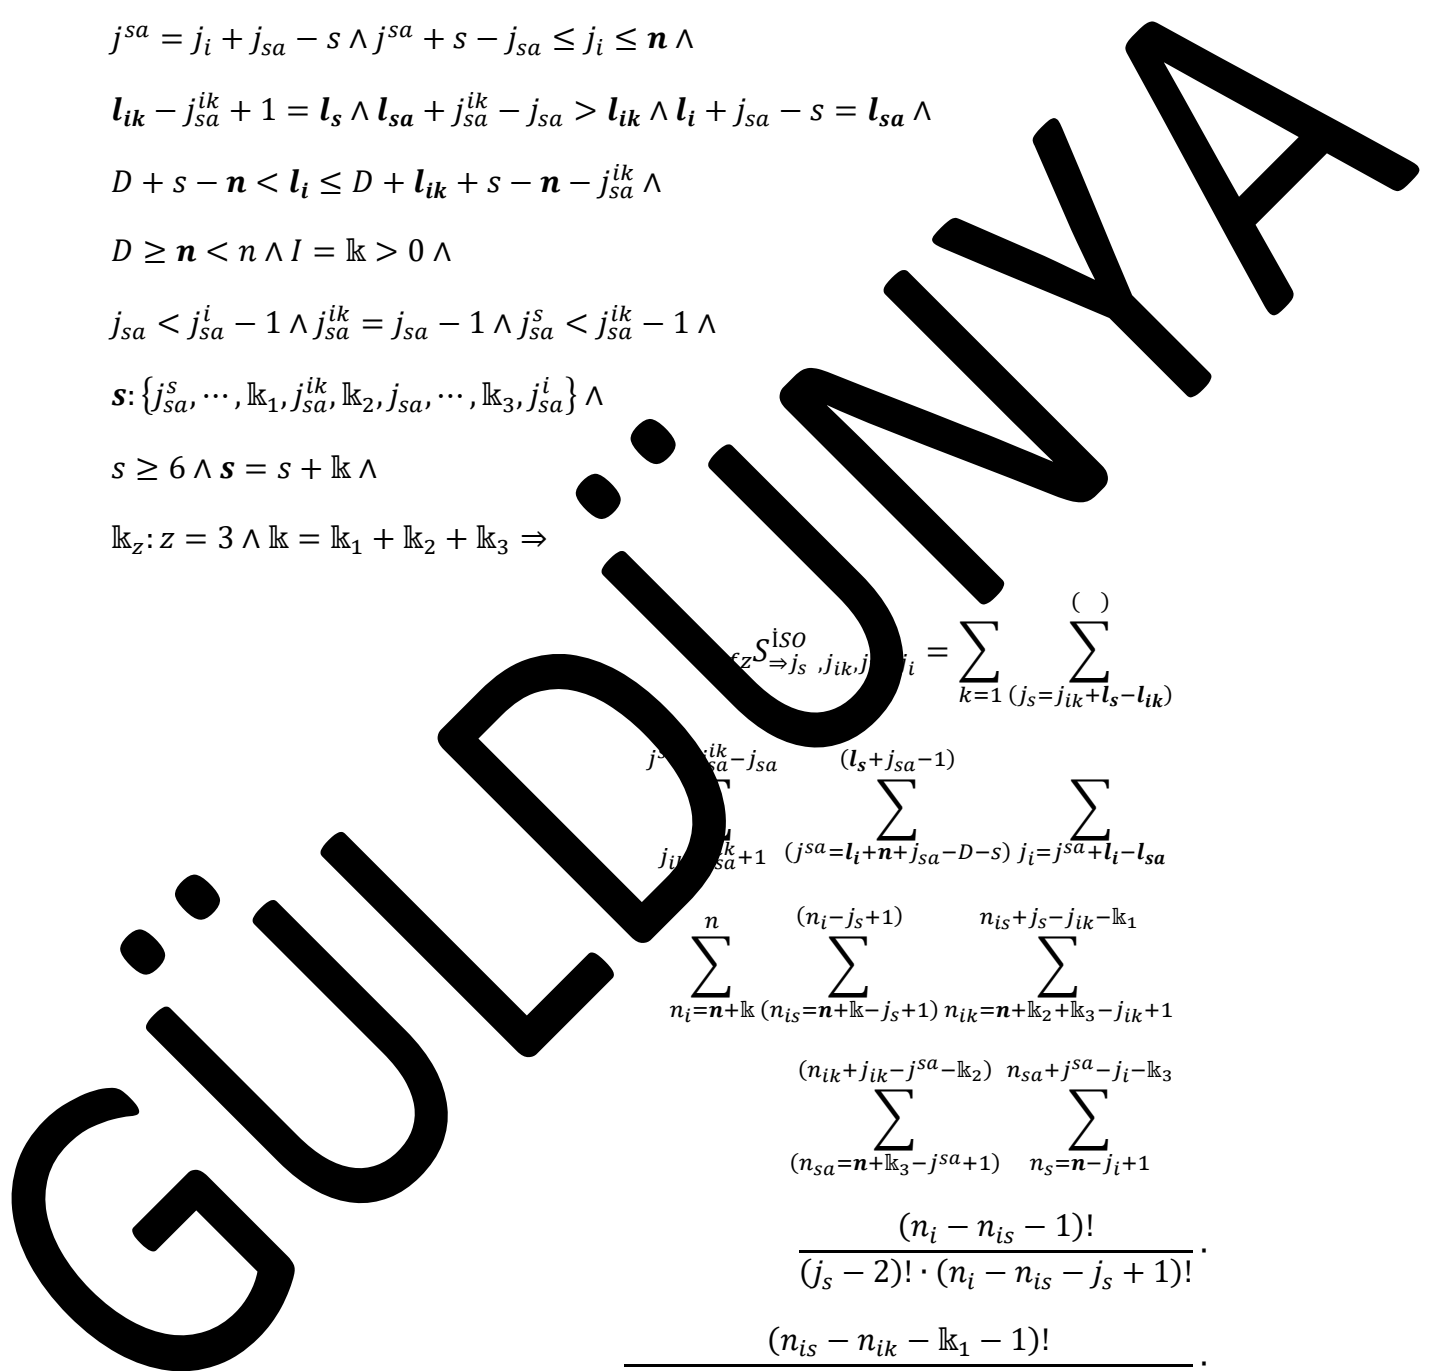 j^{sa} = j_i + j_{sa} − s ∧ j^{sa} + s − j_{sa} ≤ j_i ≤ 𝒏 ∧
𝒍_{𝒊𝒌} − j_{sa}^{ik} + 1 = 𝒍_𝒔 ∧ 𝒍_{𝒔𝒂} + j_{sa}^{ik} − j_{sa} > 𝒍_{𝒊𝒌} ∧ 𝒍_𝒊 + j_{sa} − s = 𝒍_{𝒔𝒂} ∧
D + s − 𝒏 < 𝒍_𝒊 ≤ D + 𝒍_{𝒊𝒌} + s − 𝒏 − j_{sa}^{ik} ∧
D ≥ 𝒏 < n ∧ I = 𝕜 > 0 ∧
j_{sa} < j_{sa}^{i} − 1 ∧ j_{sa}^{ik} = j_{sa} − 1 ∧ j_{sa}^{s} < j_{sa}^{ik} − 1 ∧
𝒔: {j_{sa}^{s}, ⋯, 𝕜_1, j_{sa}^{ik}, 𝕜_2, j_{sa}, ⋯, 𝕜_3, j_{sa}^{i}} ∧
s ≥ 6 ∧ 𝒔 = s + 𝕜 ∧
𝕜_z: z = 3 ∧ 𝕜 = 𝕜_1 + 𝕜_2 + 𝕜_3 ⇒
S_{⇒j_s ,j_{ik},}^{İSO} = ∑_{k=1} ∑_{(j_s=j_{ik}+𝒍_𝒔−𝒍_{𝒊𝒌})}^{( )}
∑ ∑_{(j^{sa}=𝒍_𝒊+𝒏+j_{sa}−D−s)}^{(𝒍_𝒔+j_{sa}−1)} ∑_{j_i=j^{sa}+𝒍_𝒊−𝒍_{𝒔𝒂}}
∑_{n_i=𝒏+𝕜}^{n} ∑_{(n_{is}=𝒏+𝕜−j_s+1)}^{(n_i−j_s+1)} ∑_{n_{ik}=𝒏+𝕜_2+𝕜_3−j_{ik}+1}^{n_{is}+j_s−j_{ik}−𝕜_1}
∑_{(n_{sa}=𝒏+𝕜_3−j^{sa}+1)}^{(n_{ik}+j_{ik}−j^{sa}−𝕜_2)} ∑_{n_s=𝒏−j_i+1}^{n_{sa}+j^{sa}−j_i−𝕜_3}
(n_i − n_{is} − 1)!
(j_s − 2)! · (n_i − n_{is} − j_s + 1)! ·
(n_{is} − n_{ik} − 𝕜_1 − 1)! ·
GÜLDÜNYA